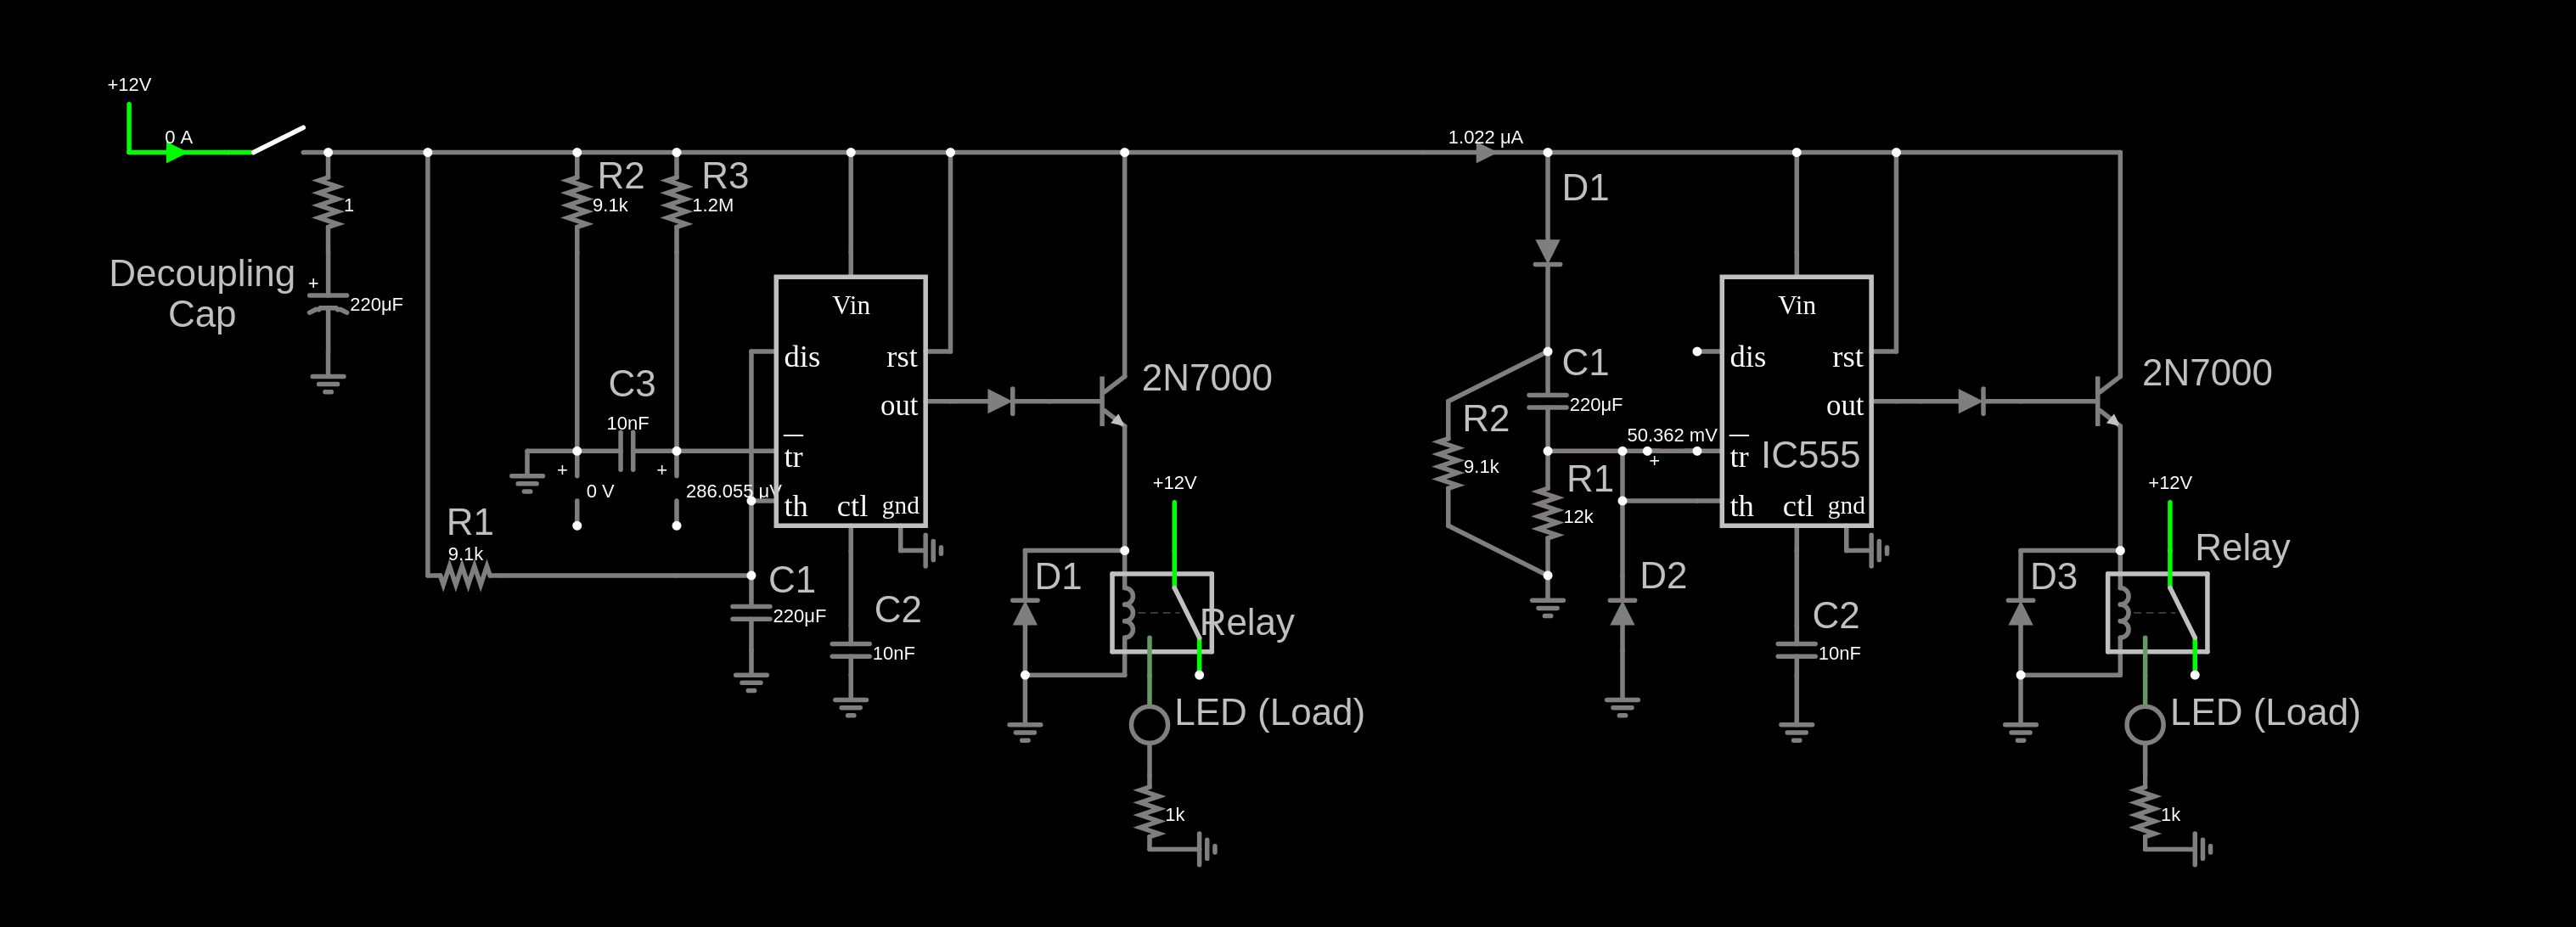 +12V
0 A
1.022 μA
R2
9.1k
R3
1.2M
1
D1
Decoupling
Cap
+
220μF
Vin
dis
rst
out
tr
th
ctl
gnd
C3
10nF
+
0 V
+
286.055 μV
R1
9.1k
C1
220μF
C2
10nF
2N7000
D1
+12V
Relay
LED (Load)
1k
C1
220μF
R2
9.1k
50.362 mV
+
R1
12k
D2
Vin
dis
rst
out
tr
IC555
th
ctl
gnd
C2
10nF
2N7000
+12V
D3
Relay
LED (Load)
1k